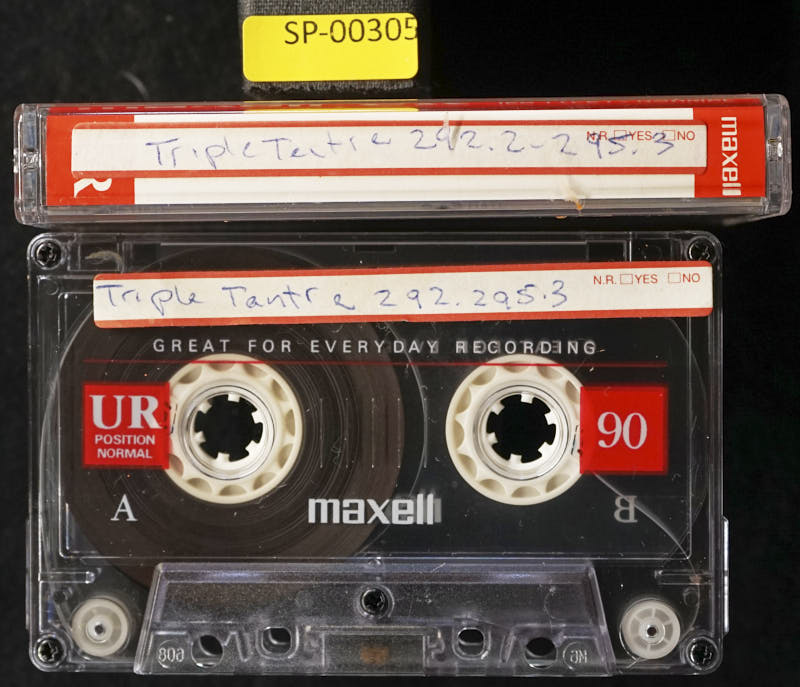 SP-00305
Triple Tantra 292.2-295.3
N.R. YES NO
maxell
Triple Tantra 292.295.3
N.R. YES NO
GREAT FOR EVERYDAY RECORDING
UR
POSITION
NORMAL
90
A
maxell
B